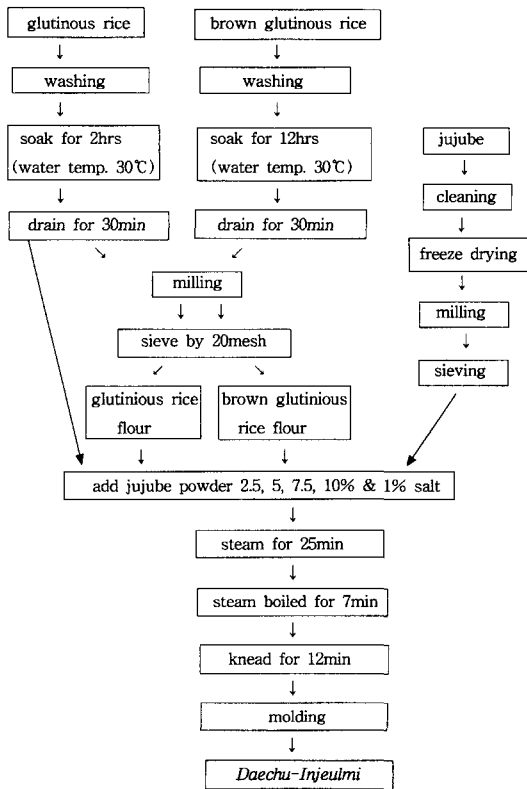 glutinous rice
brown glutinous rice
washing
washing
soak for 2hrs
(water temp. 30℃)
soak for 12hrs
(water temp. 30℃)
jujube
cleaning
drain for 30min
drain for 30min
freeze drying
milling
milling
sieve by 20mesh
sieving
glutinious rice
flour
brown glutinious
rice flour
add jujube powder 2.5, 5, 7.5, 10% & 1% salt
steam for 25min
steam boiled for 7min
knead for 12min
molding
Daechu-Injeulmi